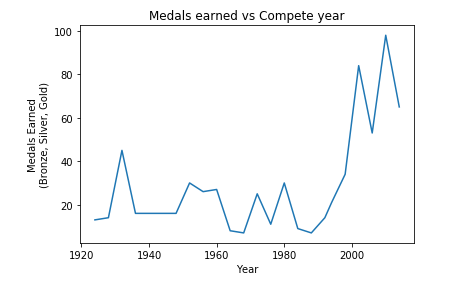 Medals earned vs Compete year
Medals Earned
(Bronze, Silver, Gold)
100
80
60
40
20
1920 1940 1960 1980 2000
Year